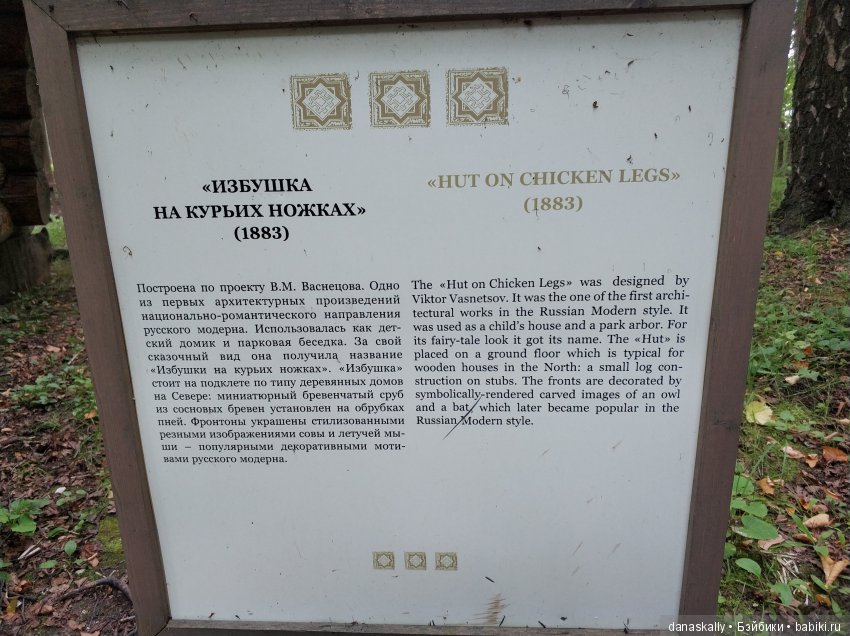 «ИЗБУШКА
НА КУРЬИХ НОЖКАХ»
(1883)
Построена по проекту В.М. Васнецова. Одно
из первых архитектурных произведений
национально-романтического направления
русского модерна. Использовалась как дет-
ский домик и парковая беседка. За свой
сказочный вид она получила название
«Избушки на курьих ножках». «Избушка»
стоит на подклете по типу деревянных домов
на Севере: миниатюрный бревенчатый сруб
из сосновых бревен установлен на обрубках
пней. Фронтоны украшены стилизованными
резными изображениями совы и летучей мы-
ши – популярными декоративными моти-
вами русского модерна.
«HUT ON CHICKEN LEGS»
(1883)
The «Hut on Chicken Legs» was designed by
Viktor Vasnetsov. It was the one of the first archi-
tectural works in the Russian Modern style. It
was used as a child's house and a park arbor. For
its fairy-tale look it got its name. The «Hut» is
placed on a ground floor which is typical for
wooden houses in the North: a small log con-
struction on stubs. The fronts are decorated by
symbolically-rendered carved images of an owl
and a bat, which later became popular in the
Russian Modern style.
danaskally • Бэйбики • babiki.ru